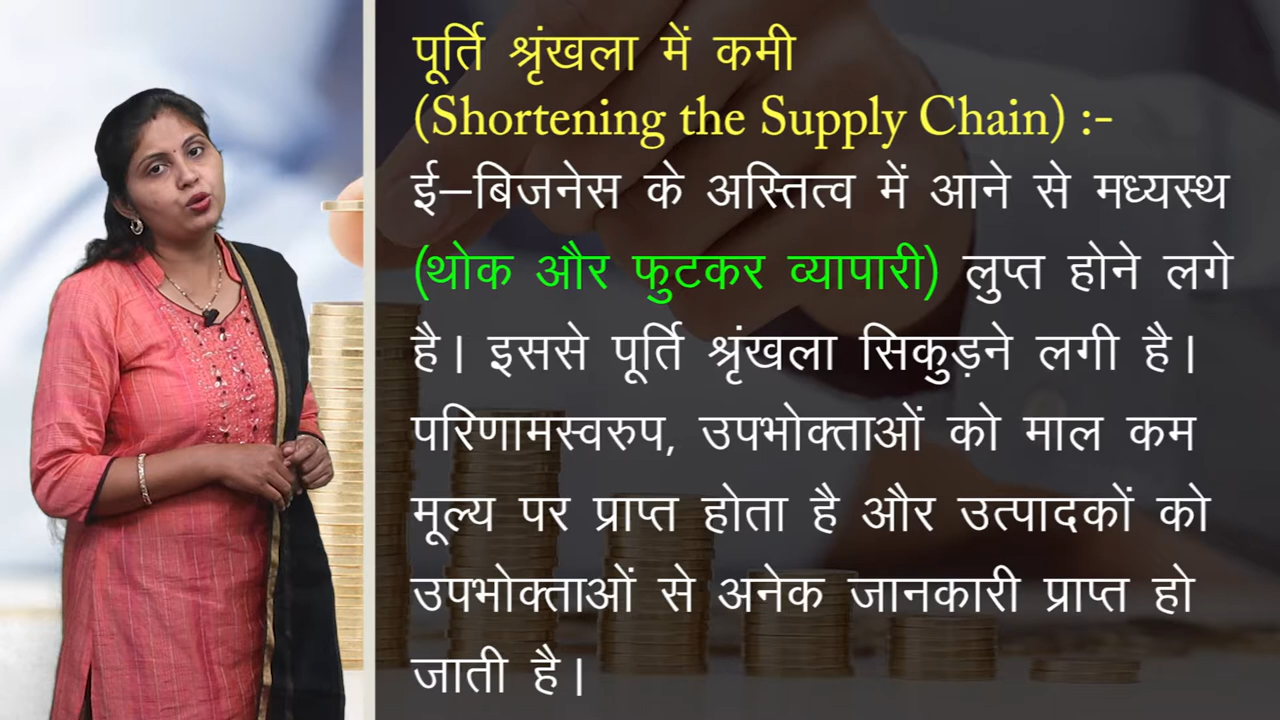 पूर्ति श्रृंखला में कमी
(Shortening the Supply Chain) :-
ई–बिजनेस के अस्तित्व में आने से मध्यस्थ
(थोक और फुटकर व्यापारी) लुप्त होने लगे
है। इससे पूर्ति श्रृंखला सिकुड़ने लगी है।
परिणामस्वरुप, उपभोक्ताओं को माल कम
मूल्य पर प्राप्त होता है और उत्पादकों को
उपभोक्ताओं से अनेक जानकारी प्राप्त हो
जाती है।